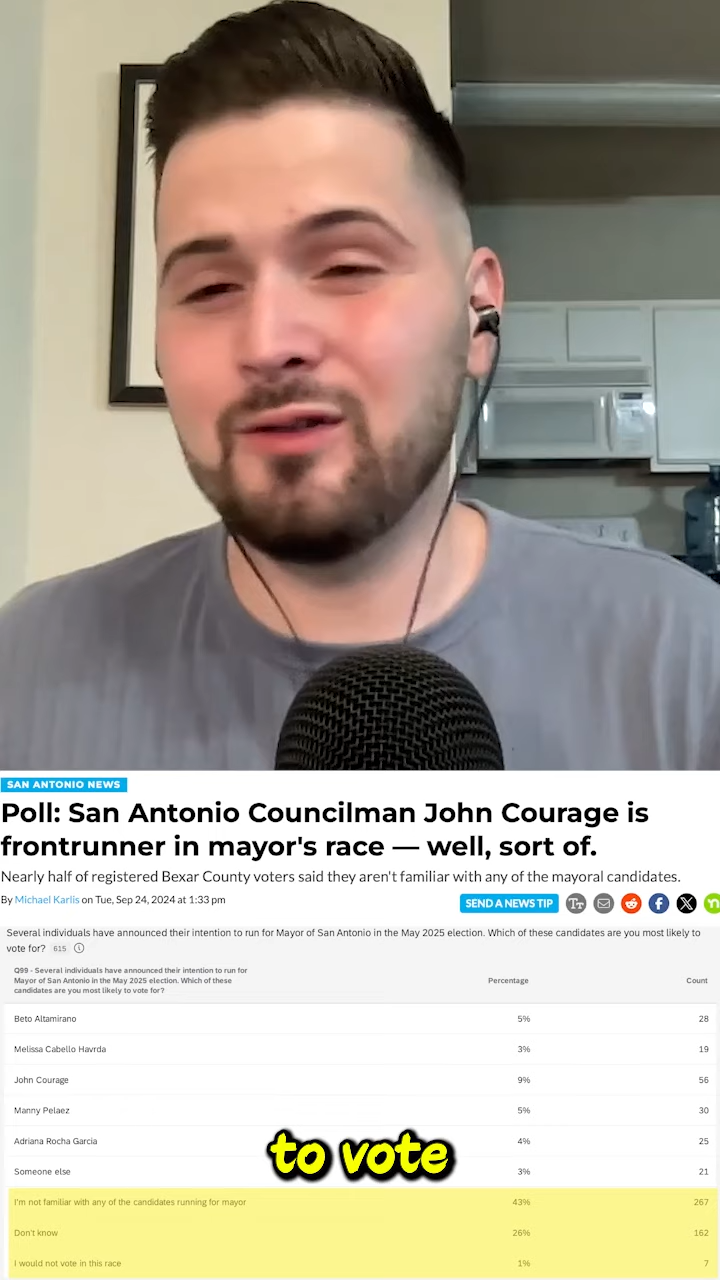 SAN ANTONIO NEWS
Poll: San Antonio Councilman John Courage is
frontrunner in mayor's race — well, sort of.
Nearly half of registered Bexar County voters said they aren't familiar with any of the mayoral candidates.
By Michael Karlis on Tue, Sep 24, 2024 at 1:33 pm
SEND A NEWS TIP
Several individuals have announced their intention to run for Mayor of San Antonio in the May 2025 election. Which of these candidates are you most likely to
vote for? 615
Q99 - Several individuals have announced their intention to run for
Mayor of San Antonio in the May 2025 election. Which of these
candidates are you most likely to vote for?
Percentage
Count
Beto Altamirano 5% 28
Melissa Cabello Havrda 3% 19
John Courage 9% 56
Manny Pelaez 5% 30
Adriana Rocha Garcia 4% 25
to vote
Someone else 3% 21
I'm not familiar with any of the candidates running for mayor 43% 267
Don't know 26% 162
I would not vote in this race 1% 7